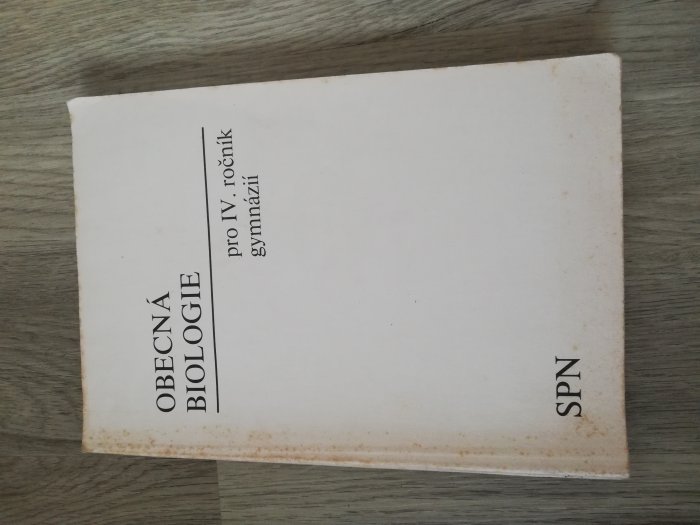 OBECNÁ
BIOLOGIE
pro IV. ročník
gymnázií
SPN